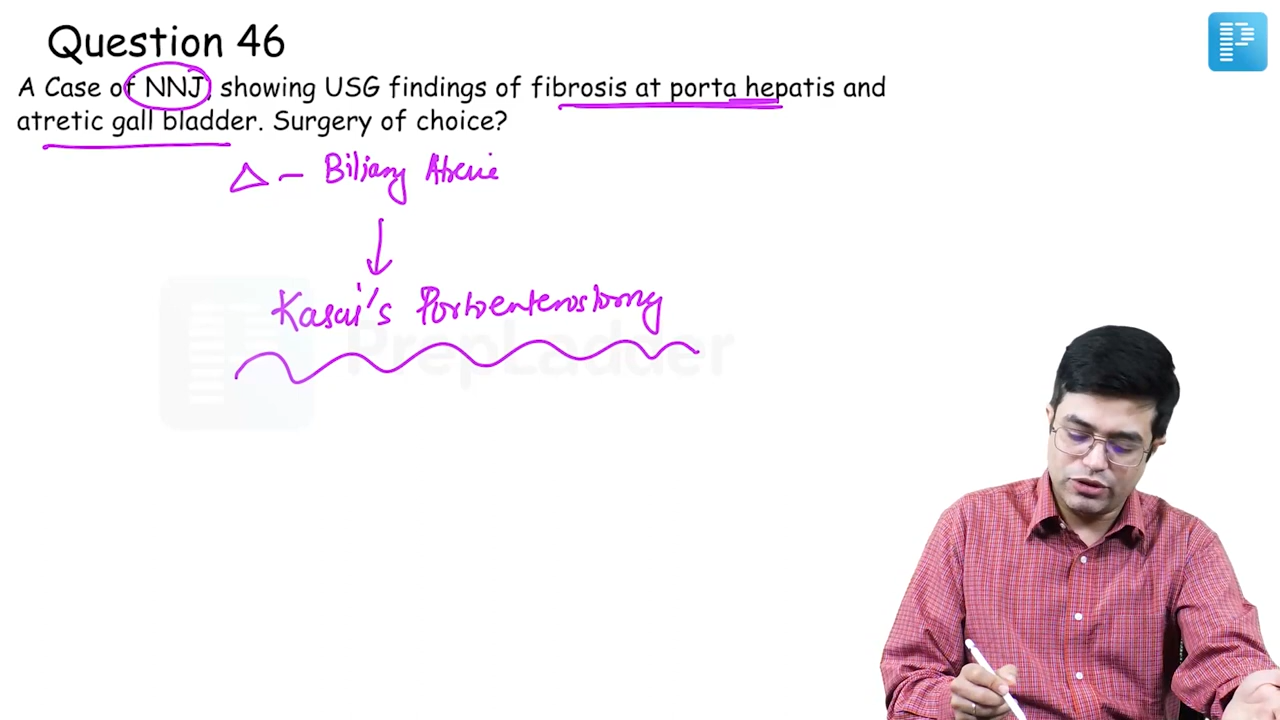 Question 46
A Case of NNJ, showing USG findings of fibrosis at porta hepatis and
atretic gall bladder. Surgery of choice?
△ - Biliary Atresia
Kasai's Portoenterostomy
PrepLadder